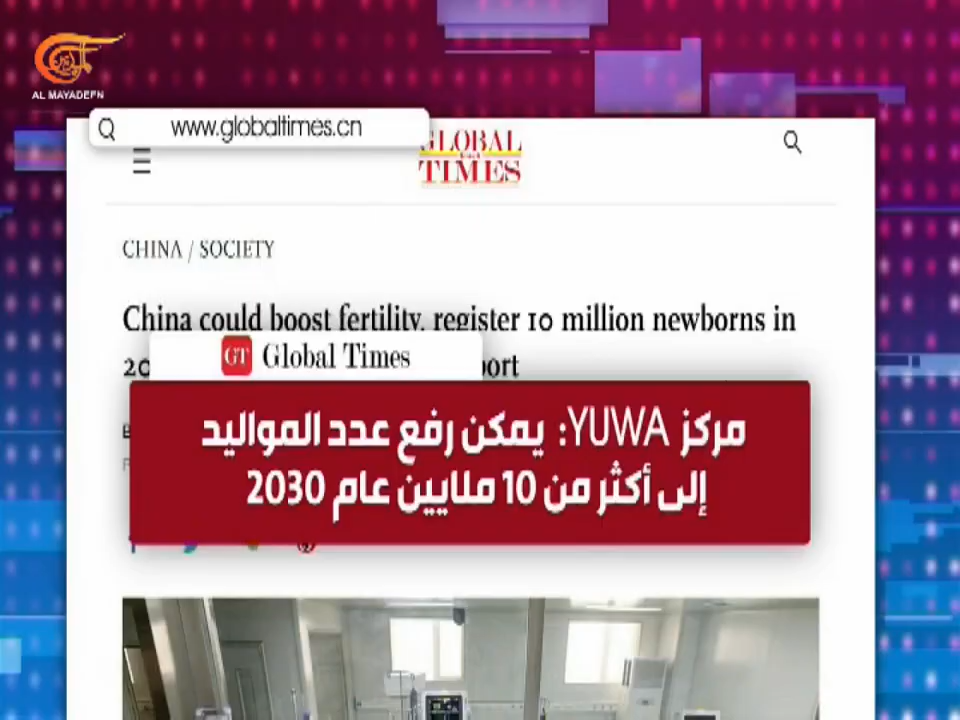 AL MAYADEEN
www.globaltimes.cn
GLOBAL
TIMES
CHINA / SOCIETY
China could boost fertility, register 10 million newborns in
GT Global Times
مركز YUWA: يمكن رفع عدد المواليد
إلى أكثر من 10 ملايين عام 2030